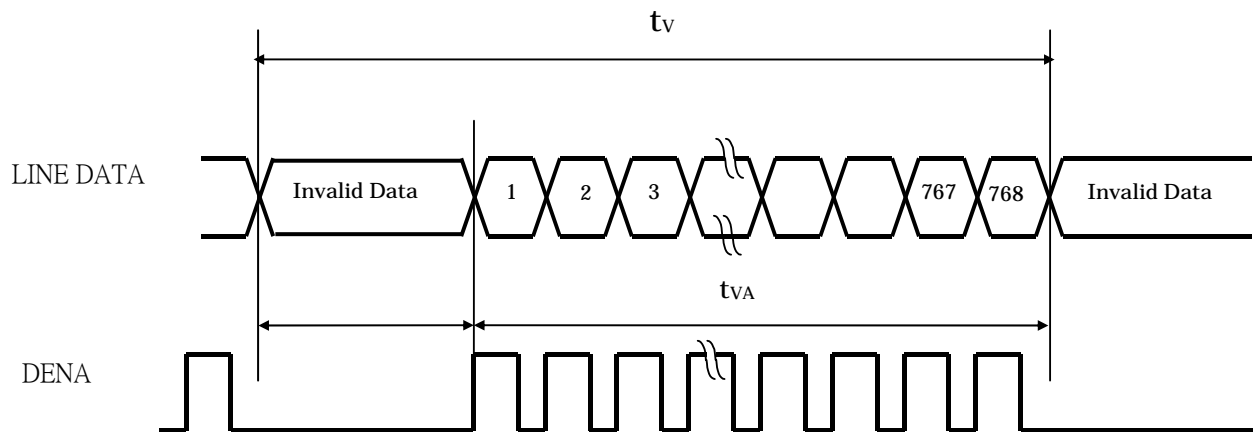 tV
LINE DATA
Invalid Data 1 2 3 767 768 Invalid Data
tVA
DENA